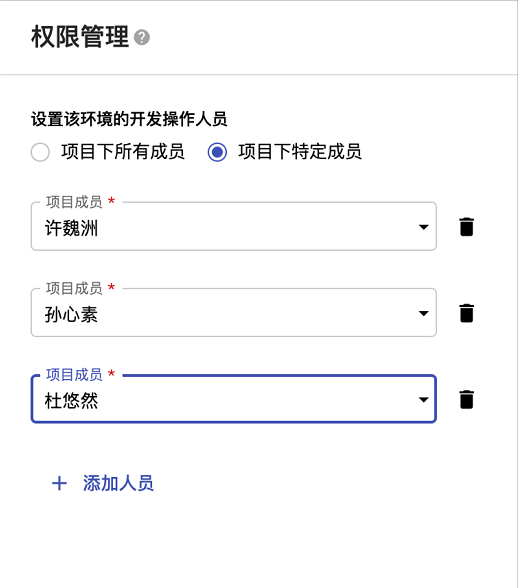 权限管理
设置该环境的开发操作人员
项目下所有成员 项目下特定成员
项目成员 *
许魏洲
项目成员 *
孙心素
项目成员 *
杜悠然
+ 添加人员